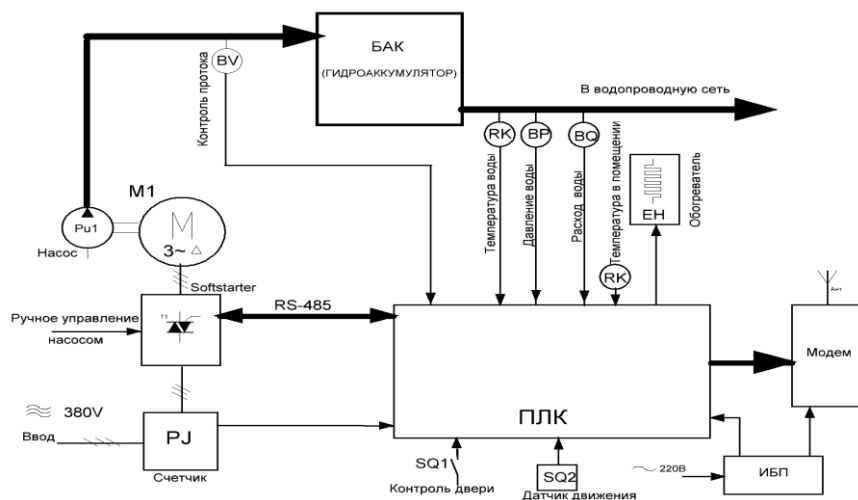 БАК
(ГИДРОАККУМУЛЯТОР)
BV
Контроль протока
В водопроводную сеть
RK
BP
BQ
Температура воды
Давление воды
Расход воды
Температура в помещении
RK
EH
Обогреватель
M1
M
3~ △
Pu1
Насос
Softstarter
T1
RS-485
Ручное управление
насосом
380V
Ввод
PJ
Счетчик
ПЛК
SQ1
Контроль двери
SQ2
Датчик движения
Ант
Модем
~ 220В
ИБП